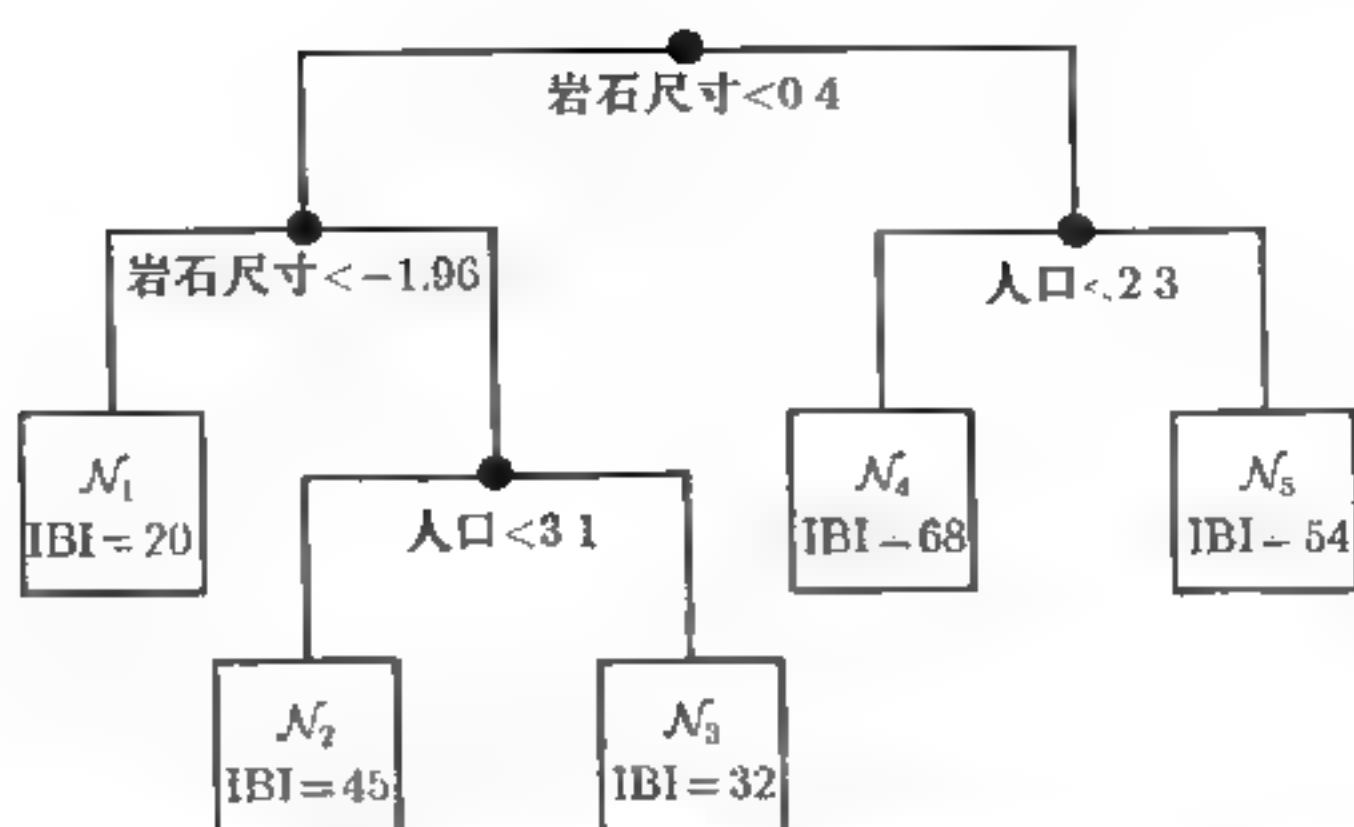 岩石尺寸<0 4
岩石尺寸<-1.96
人口<.2 3
𝒩₁
IBI=20
𝒩₄
IBI-68
𝒩₅
IBI- 54
人口<3 1
𝒩₂
IBI=45
𝒩₃
IBI=32